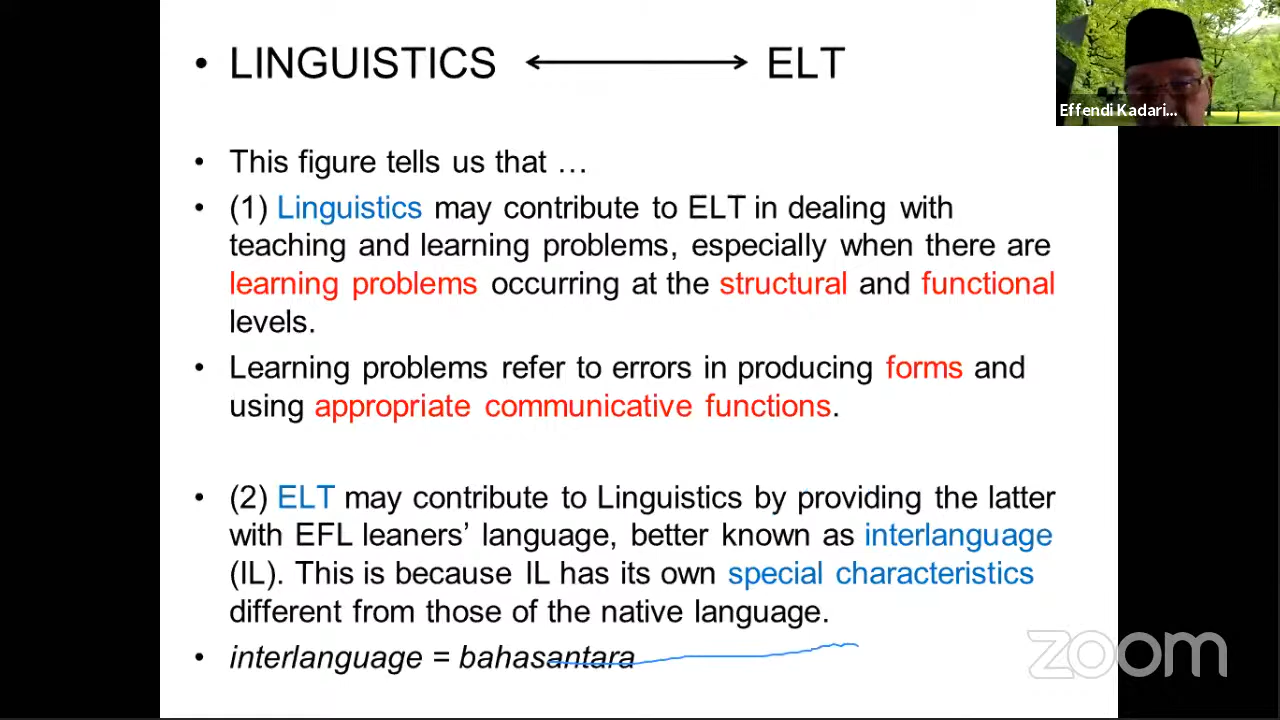 • LINGUISTICS ⟷ ELT
Effendi Kadari...
• This figure tells us that …
• (1) Linguistics may contribute to ELT in dealing with
teaching and learning problems, especially when there are
learning problems occurring at the structural and functional
levels.
• Learning problems refer to errors in producing forms and
using appropriate communicative functions.
• (2) ELT may contribute to Linguistics by providing the latter
with EFL leaners’ language, better known as interlanguage
(IL). This is because IL has its own special characteristics
different from those of the native language.
• interlanguage = bahasantara
zoom